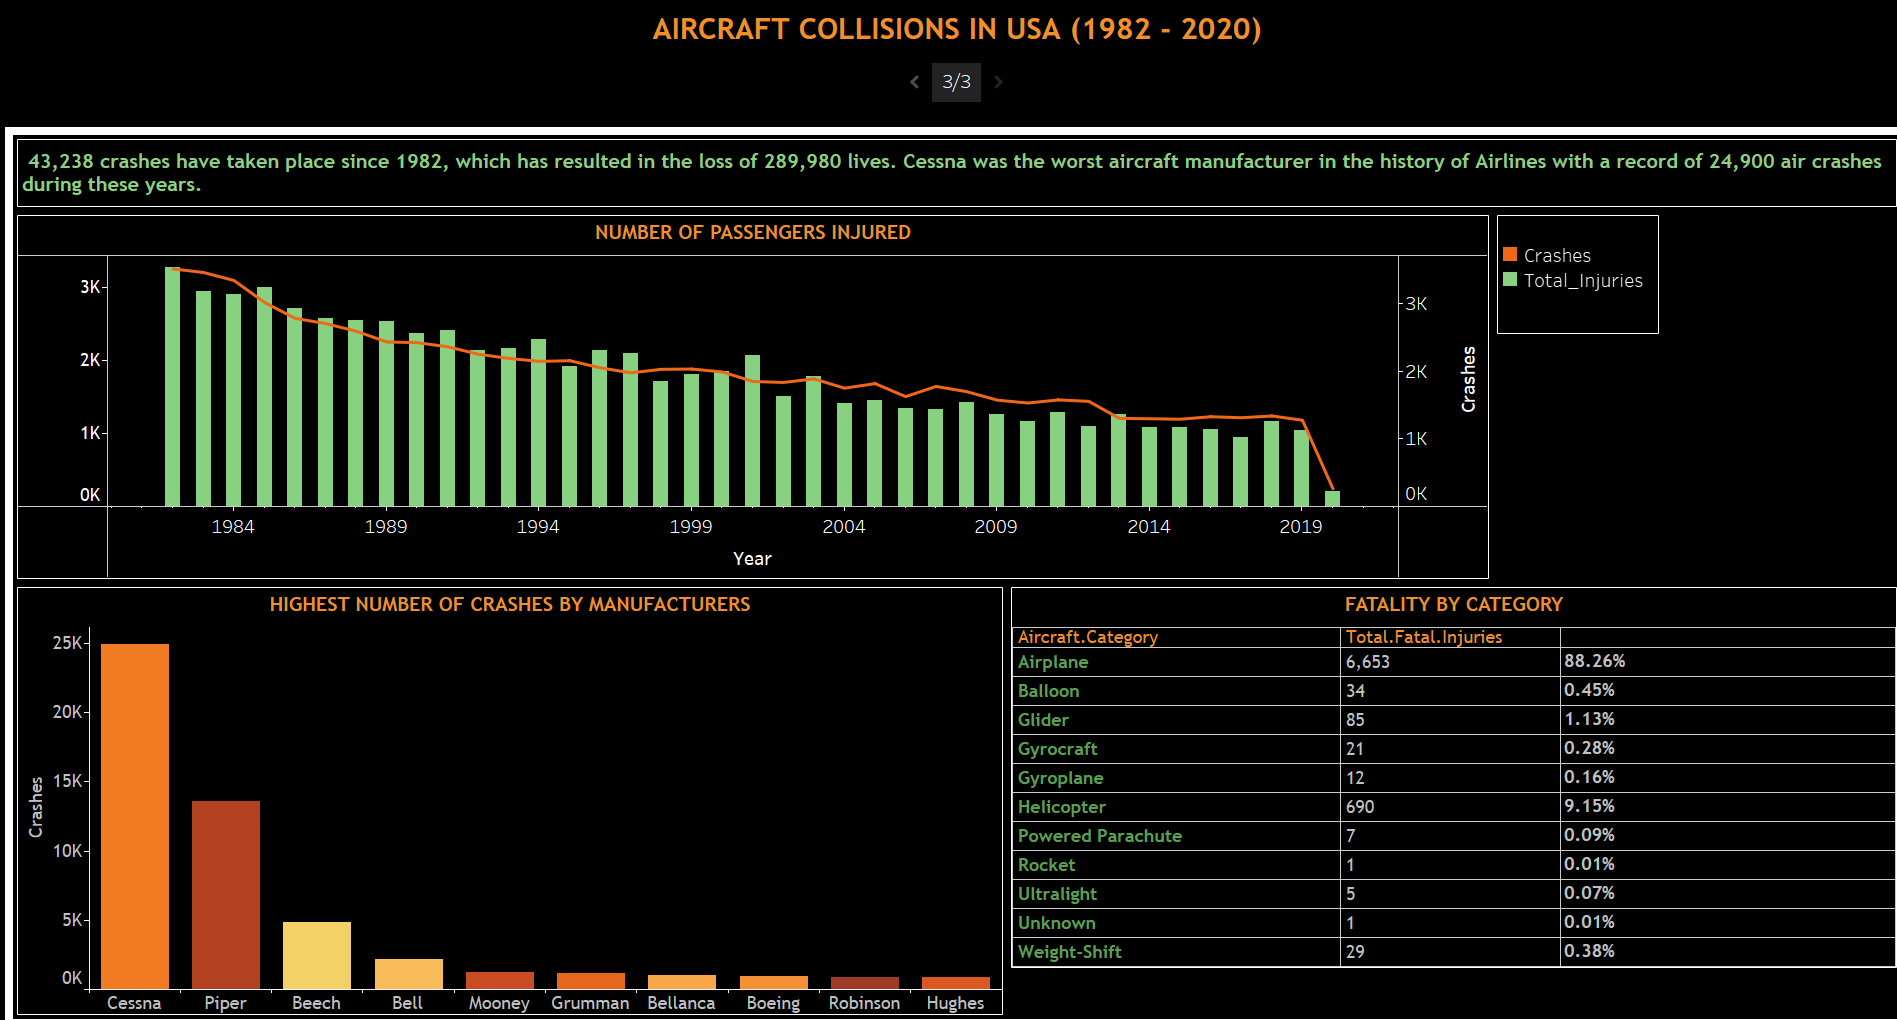 AIRCRAFT COLLISIONS IN USA (1982 - 2020)
3/3
43,238 crashes have taken place since 1982, which has resulted in the loss of 289,980 lives. Cessna was the worst aircraft manufacturer in the history of Airlines with a record of 24,900 air crashes
during these years.
NUMBER OF PASSENGERS INJURED
3K
2K
1K
0K
3K
2K
1K
0K
Crashes
1984 1989 1994 1999 2004 2009 2014 2019
Year
Crashes
Total_Injuries
HIGHEST NUMBER OF CRASHES BY MANUFACTURERS
25K
20K
15K
10K
5K
0K
Crashes
Cessna Piper Beech Bell Mooney Grumman Bellanca Boeing Robinson Hughes
FATALITY BY CATEGORY
Aircraft.Category Total.Fatal.Injuries
Airplane 6,653 88.26%
Balloon 34 0.45%
Glider 85 1.13%
Gyrocraft 21 0.28%
Gyroplane 12 0.16%
Helicopter 690 9.15%
Powered Parachute 7 0.09%
Rocket 1 0.01%
Ultralight 5 0.07%
Unknown 1 0.01%
Weight-Shift 29 0.38%